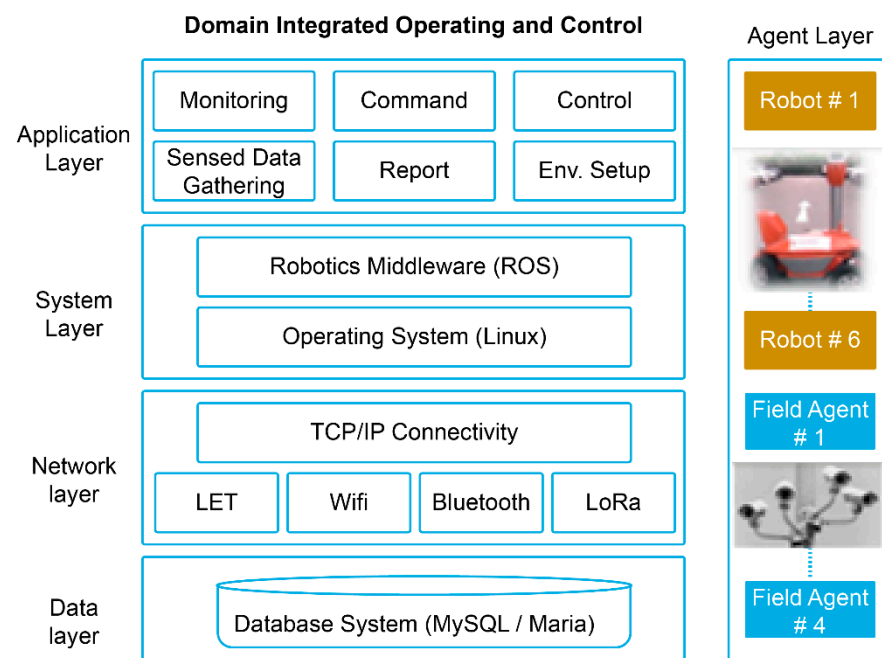 Domain Integrated Operating and Control
Application
Layer
Monitoring
Command
Control
Sensed Data
Gathering
Report
Env. Setup
System
Layer
Robotics Middleware (ROS)
Operating System (Linux)
Network
layer
TCP/IP Connectivity
LET
Wifi
Bluetooth
LoRa
Data
layer
Database System (MySQL / Maria)
Agent Layer
Robot # 1
Robot # 6
Field Agent
# 1
Field Agent
# 4